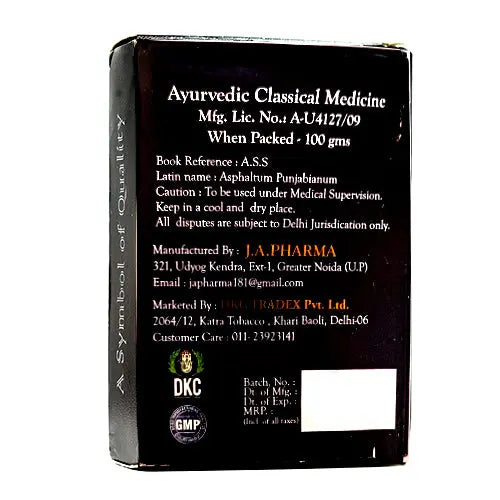 Ayurvedic Classical Medicine
Mfg. Lic. No.: A-U4127/09
When Packed - 100 gms
Book Reference : A.S.S
Latin name : Asphaltum Punjabianum
Caution : To be used under Medical Supervision.
Keep in a cool and dry place.
All disputes are subject to Delhi Jurisdication only.
Manufactured By : J.A.PHARMA
321, Udyog Kendra, Ext-1, Greater Noida (U.P)
Email : japharma181@gmail.com
Marketed By : DKC TRADEX Pvt. Ltd.
2064/12, Katra Tobacco , Khari Baoli, Delhi-06
Customer Care : 011- 23923141
DKC
GMP
Batch. No. :
Dt. of Mfg. :
Dt. of Exp. :
MRP. :
(Incl. of all taxes)
A Symbol of Quality